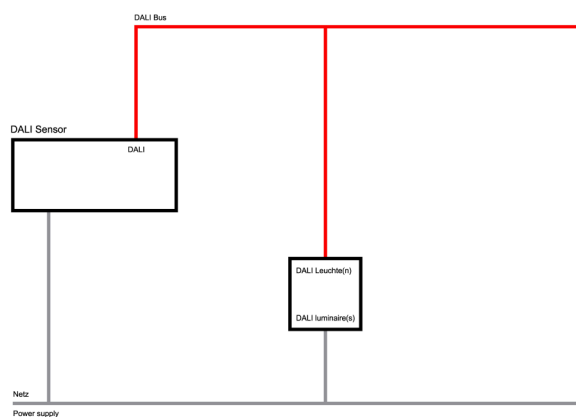 DALI Bus
DALI Sensor
DALI
DALI Leuchte(n)
DALI luminaire(s)
Netz
Power supply